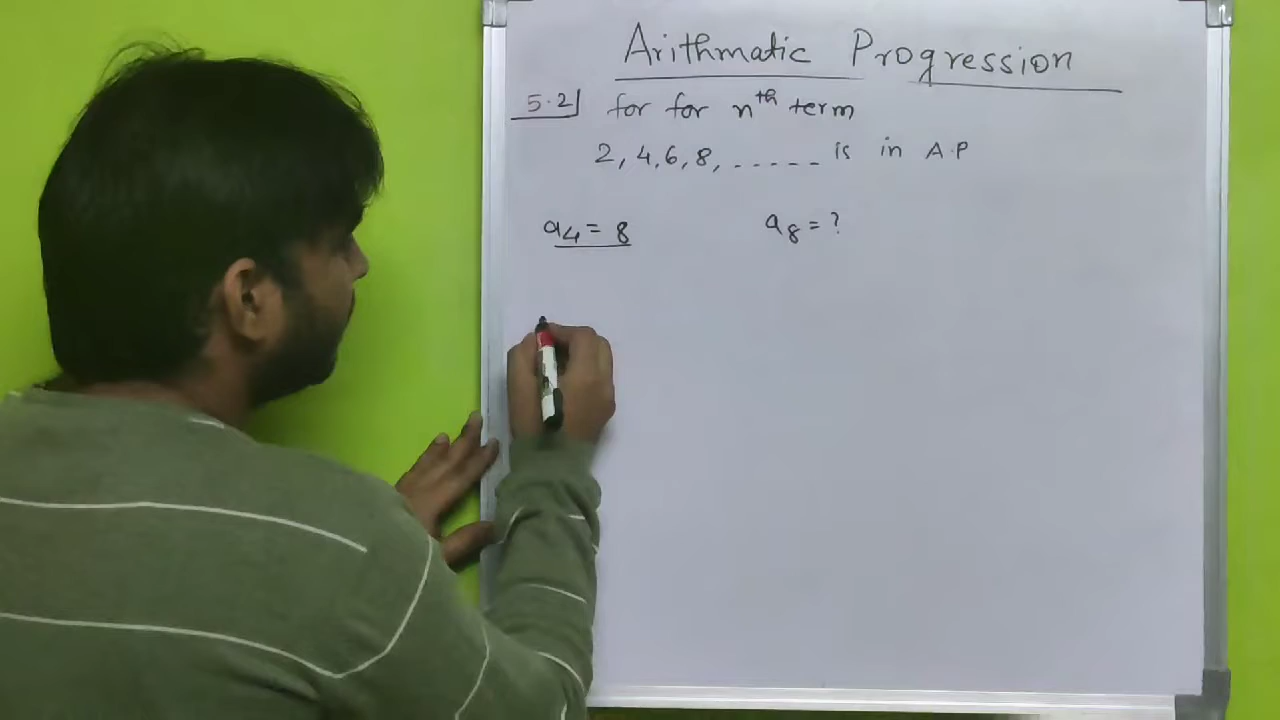 Arithmatic Progression
5.2 for for nth term
2, 4, 6, 8, ----- is in A.P
a4 = 8 a8 = ?